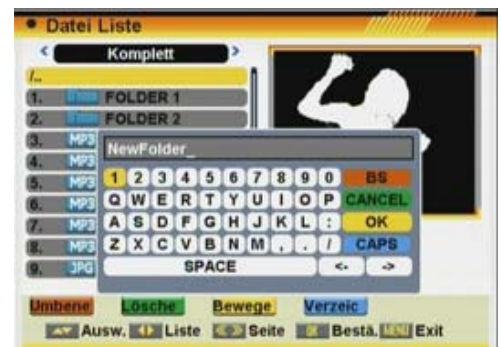 Datei Liste
Komplett
/..
1. FOLDER 1
2. FOLDER 2
3. MP3
4. MP3
5. MP3
6. MP3
7. MP3
8. MP3
9. JPG
NewFolder_
1 2 3 4 5 6 7 8 9 0 BS
Q W E R T Y U I O P CANCEL
A S D F G H J K L : OK
Z X C V B N M , . / CAPS
SPACE <- ->
Umbene Lösche Bewege Verzeic
Ausw. Liste Seite OK Bestä. MENU Exit